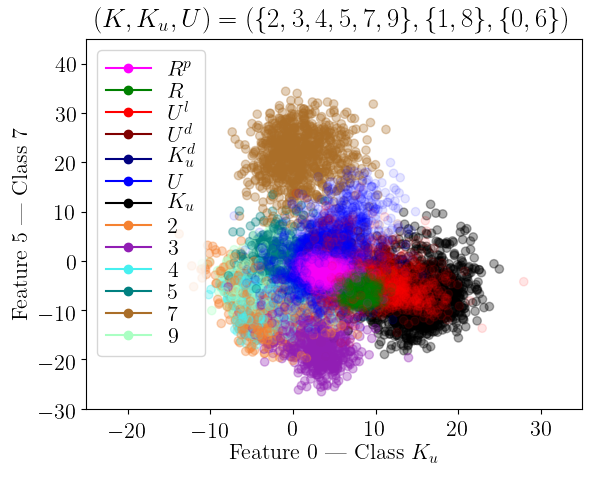 (K, K_u, U) = ({2, 3, 4, 5, 7, 9}, {1, 8}, {0, 6})
Feature 5 — Class 7
40
30
20
10
0
−10
−20
−30
R^p
R
U^l
U^d
K_u^d
U
K_u
2
3
4
5
7
9
−20
−10
0
10
20
30
Feature 0 — Class K_u